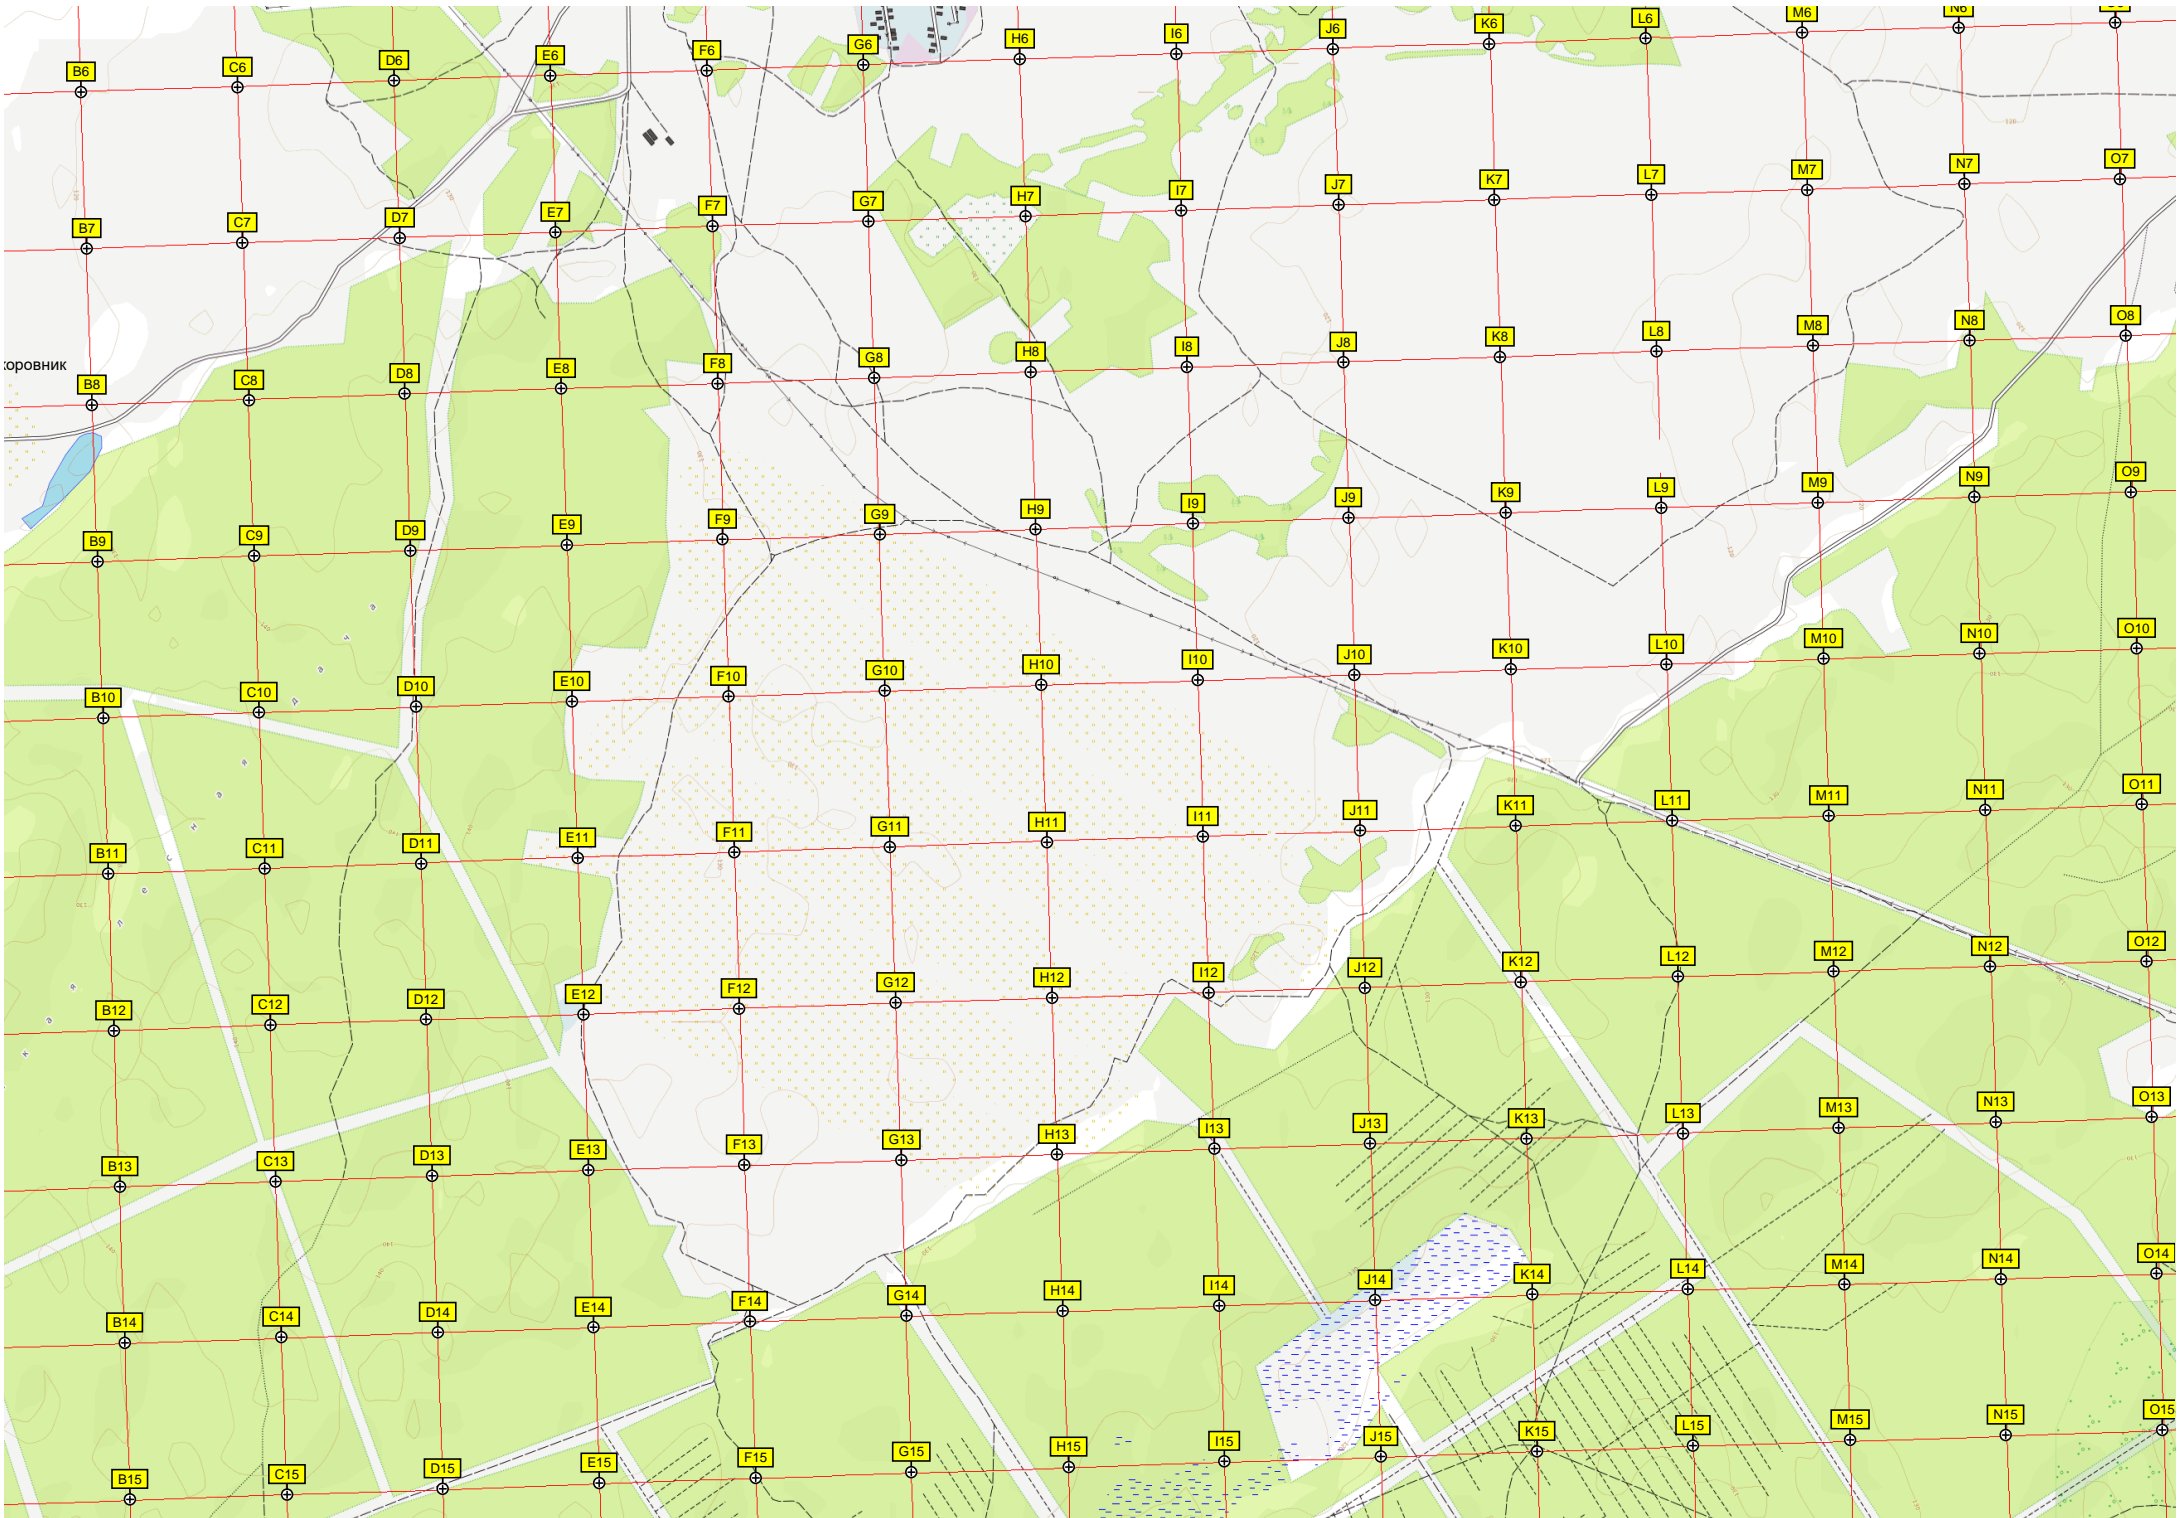 B6 C6 D6 E6 F6 G6 H6 I6 J6 K6 L6 M6 N6
B7 C7 D7 E7 F7 G7 H7 I7 J7 K7 L7 M7 N7 O7
коровник
B8 C8 D8 E8 F8 G8 H8 I8 J8 K8 L8 M8 N8 O8
B9 C9 D9 E9 F9 G9 H9 I9 J9 K9 L9 M9 N9 O9
B10 C10 D10 E10 F10 G10 H10 I10 J10 K10 L10 M10 N10 O10
B11 C11 D11 E11 F11 G11 H11 I11 J11 K11 L11 M11 N11 O11
B12 C12 D12 E12 F12 G12 H12 I12 J12 K12 L12 M12 N12 O12
B13 C13 D13 E13 F13 G13 H13 I13 J13 K13 L13 M13 N13 O13
B14 C14 D14 E14 F14 G14 H14 I14 J14 K14 L14 M14 N14 O14
B15 C15 D15 E15 F15 G15 H15 I15 J15 K15 L15 M15 N15 O15